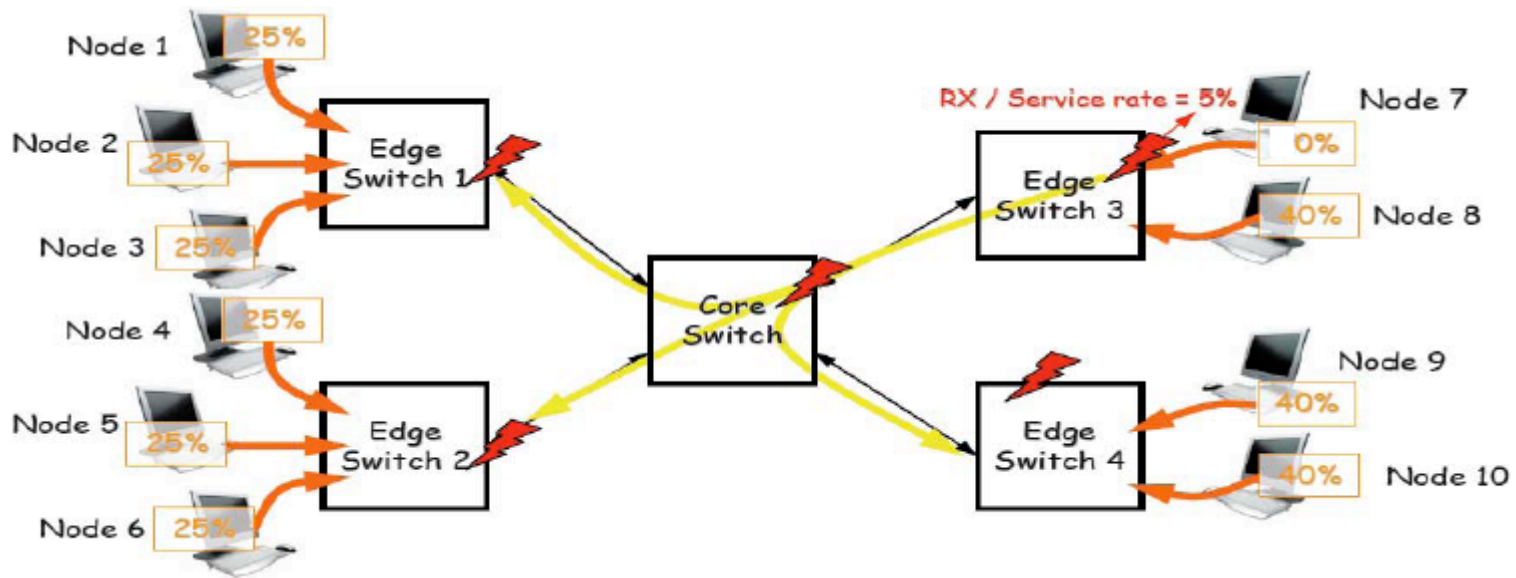 Node 1
25%
Node 2
25%
Node 3
25%
Edge
Switch 1
Node 4
25%
Node 5
25%
Node 6
25%
Edge
Switch 2
Core
Switch
RX / Service rate = 5%
Edge
Switch 3
Node 7
0%
Node 8
40%
Edge
Switch 4
Node 9
40%
Node 10
40%